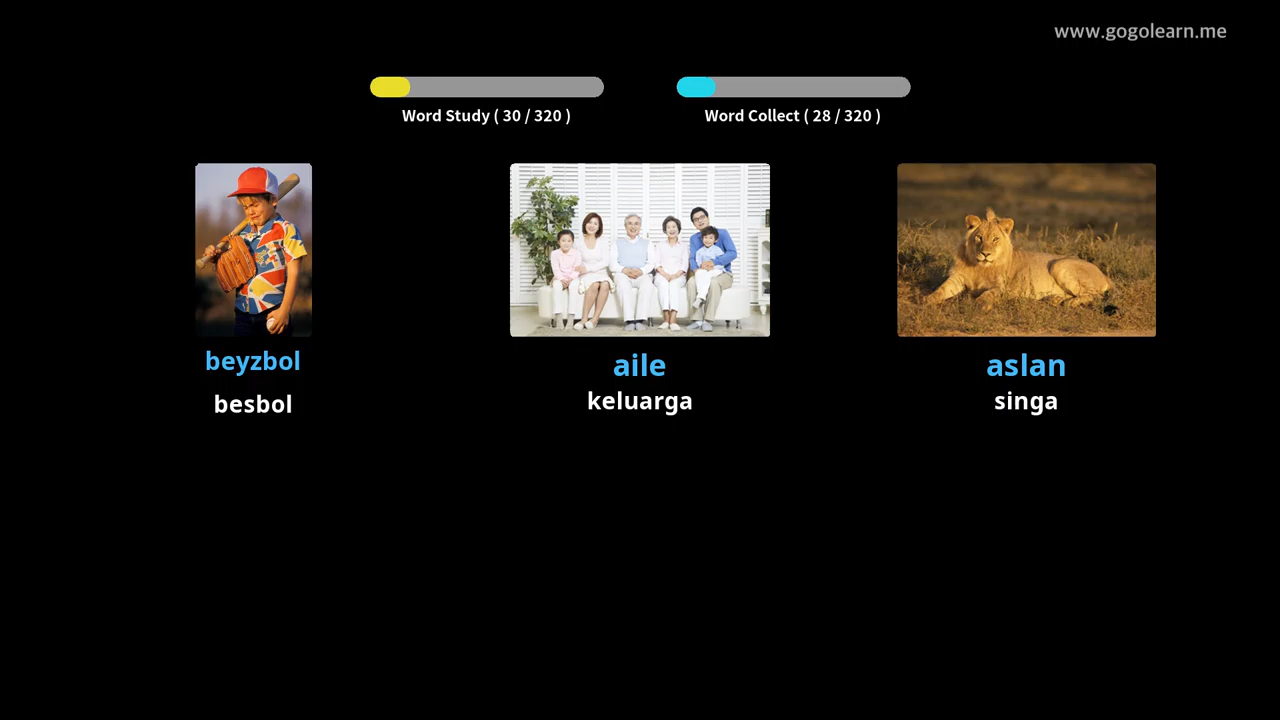 www.gogolearn.me
Word Study ( 30 / 320 )
Word Collect ( 28 / 320 )
beyzbol
besbol
aile
keluarga
aslan
singa